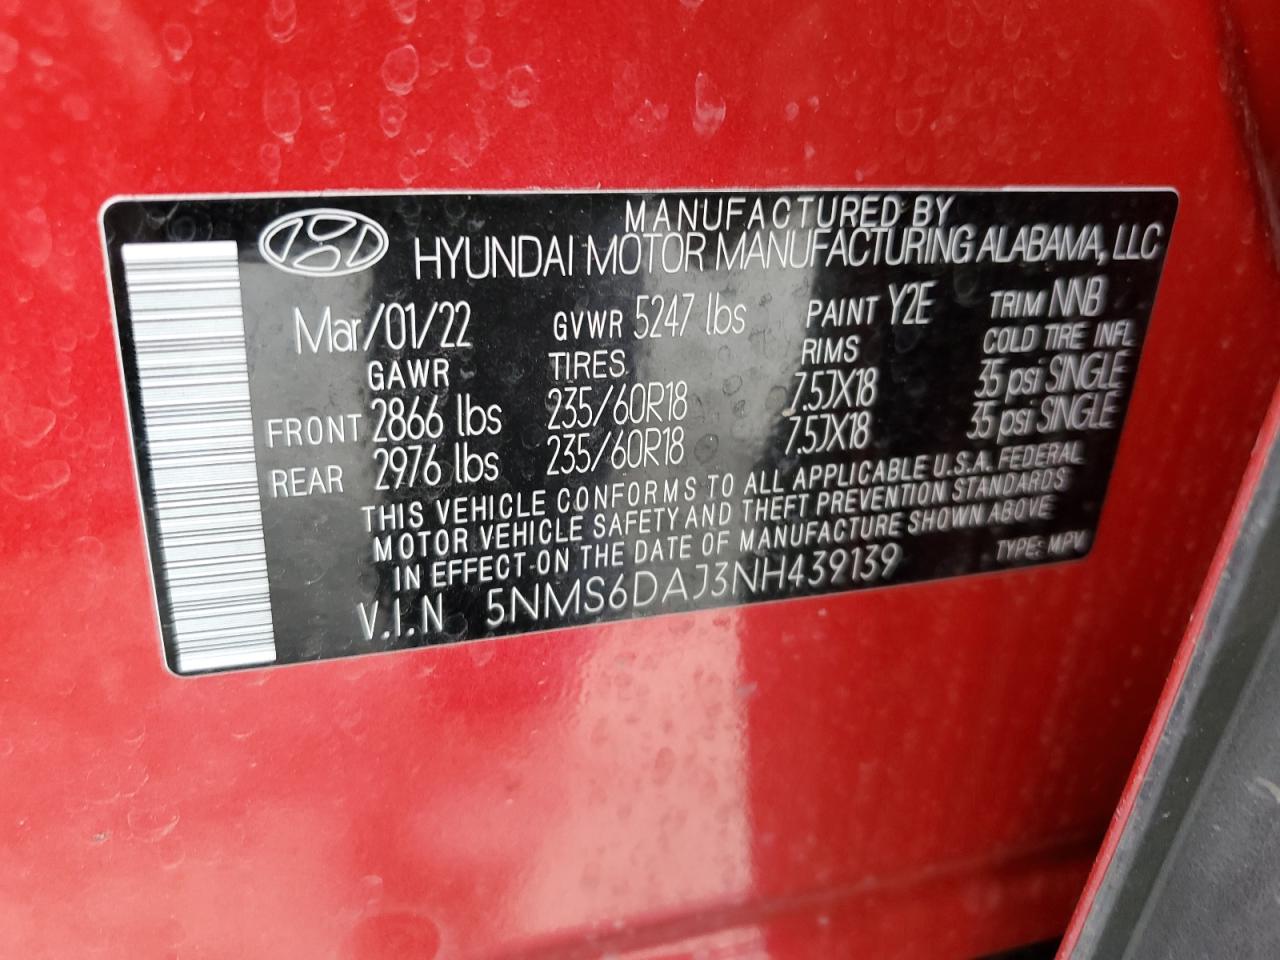 MANUFACTURED BY
HYUNDAI MOTOR MANUFACTURING ALABAMA, LLC
Mar/01/22 GVWR 5247 lbs PAINT Y2E TRIM NNB
GAWR TIRES RIMS COLD TIRE INFL
FRONT 2866 lbs 235/60R18 7.5JX18 35 psi SINGLE
REAR 2976 lbs 235/60R18 7.5JX18 35 psi SINGLE
THIS VEHICLE CONFORMS TO ALL APPLICABLE U.S.A. FEDERAL
MOTOR VEHICLE SAFETY AND THEFT PREVENTION STANDARDS
IN EFFECT ON THE DATE OF MANUFACTURE SHOWN ABOVE
V.I.N 5NMS6DAJ3NH439139 TYPE: MPV